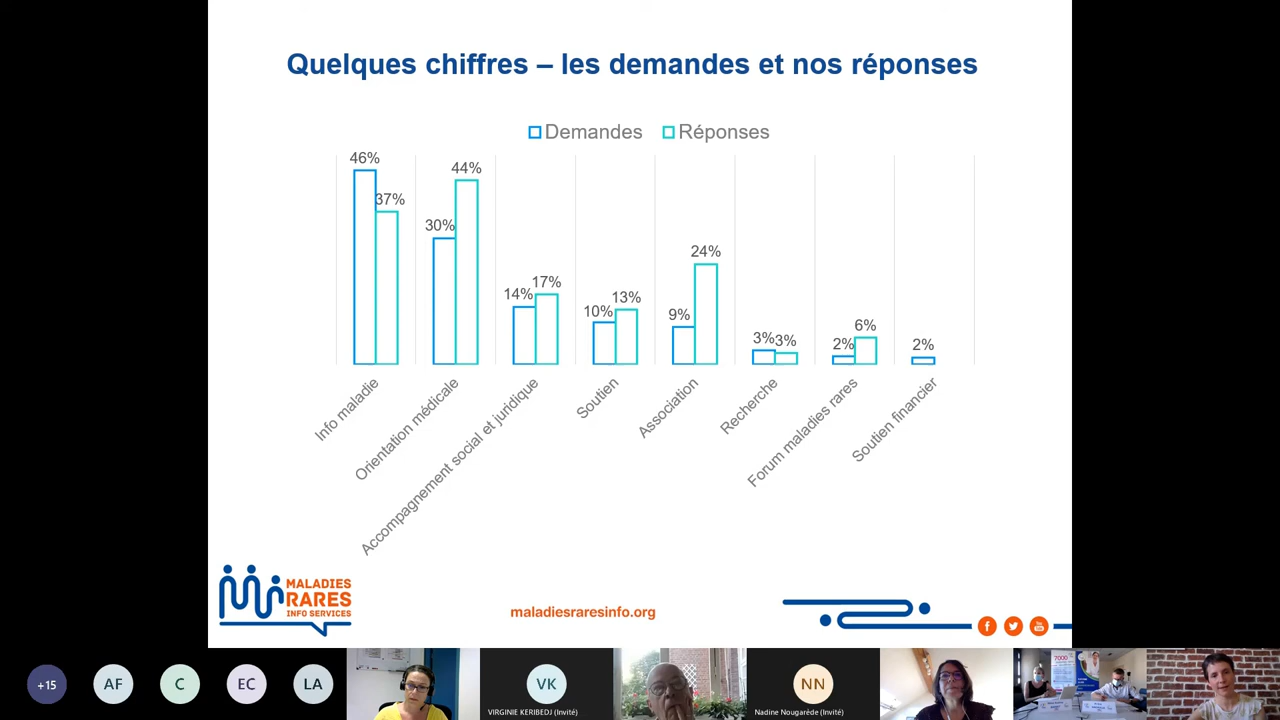 Quelques chiffres – les demandes et nos réponses
Demandes Réponses
46%
37%
30%
44%
14%
17%
10%
13%
9%
24%
3%
3%
2%
6%
2%
Info maladie
Orientation médicale
Accompagnement social et juridique
Soutien
Association
Recherche
Forum maladies rares
Soutien financier
MALADIES
RARES
INFO SERVICES
maladiesraresinfo.org
+15
AF
C
EC
LA
VK
VIRGINIE KERIBEDJ (Invité)
NN
Nadine Nougarède (Invité)
7000